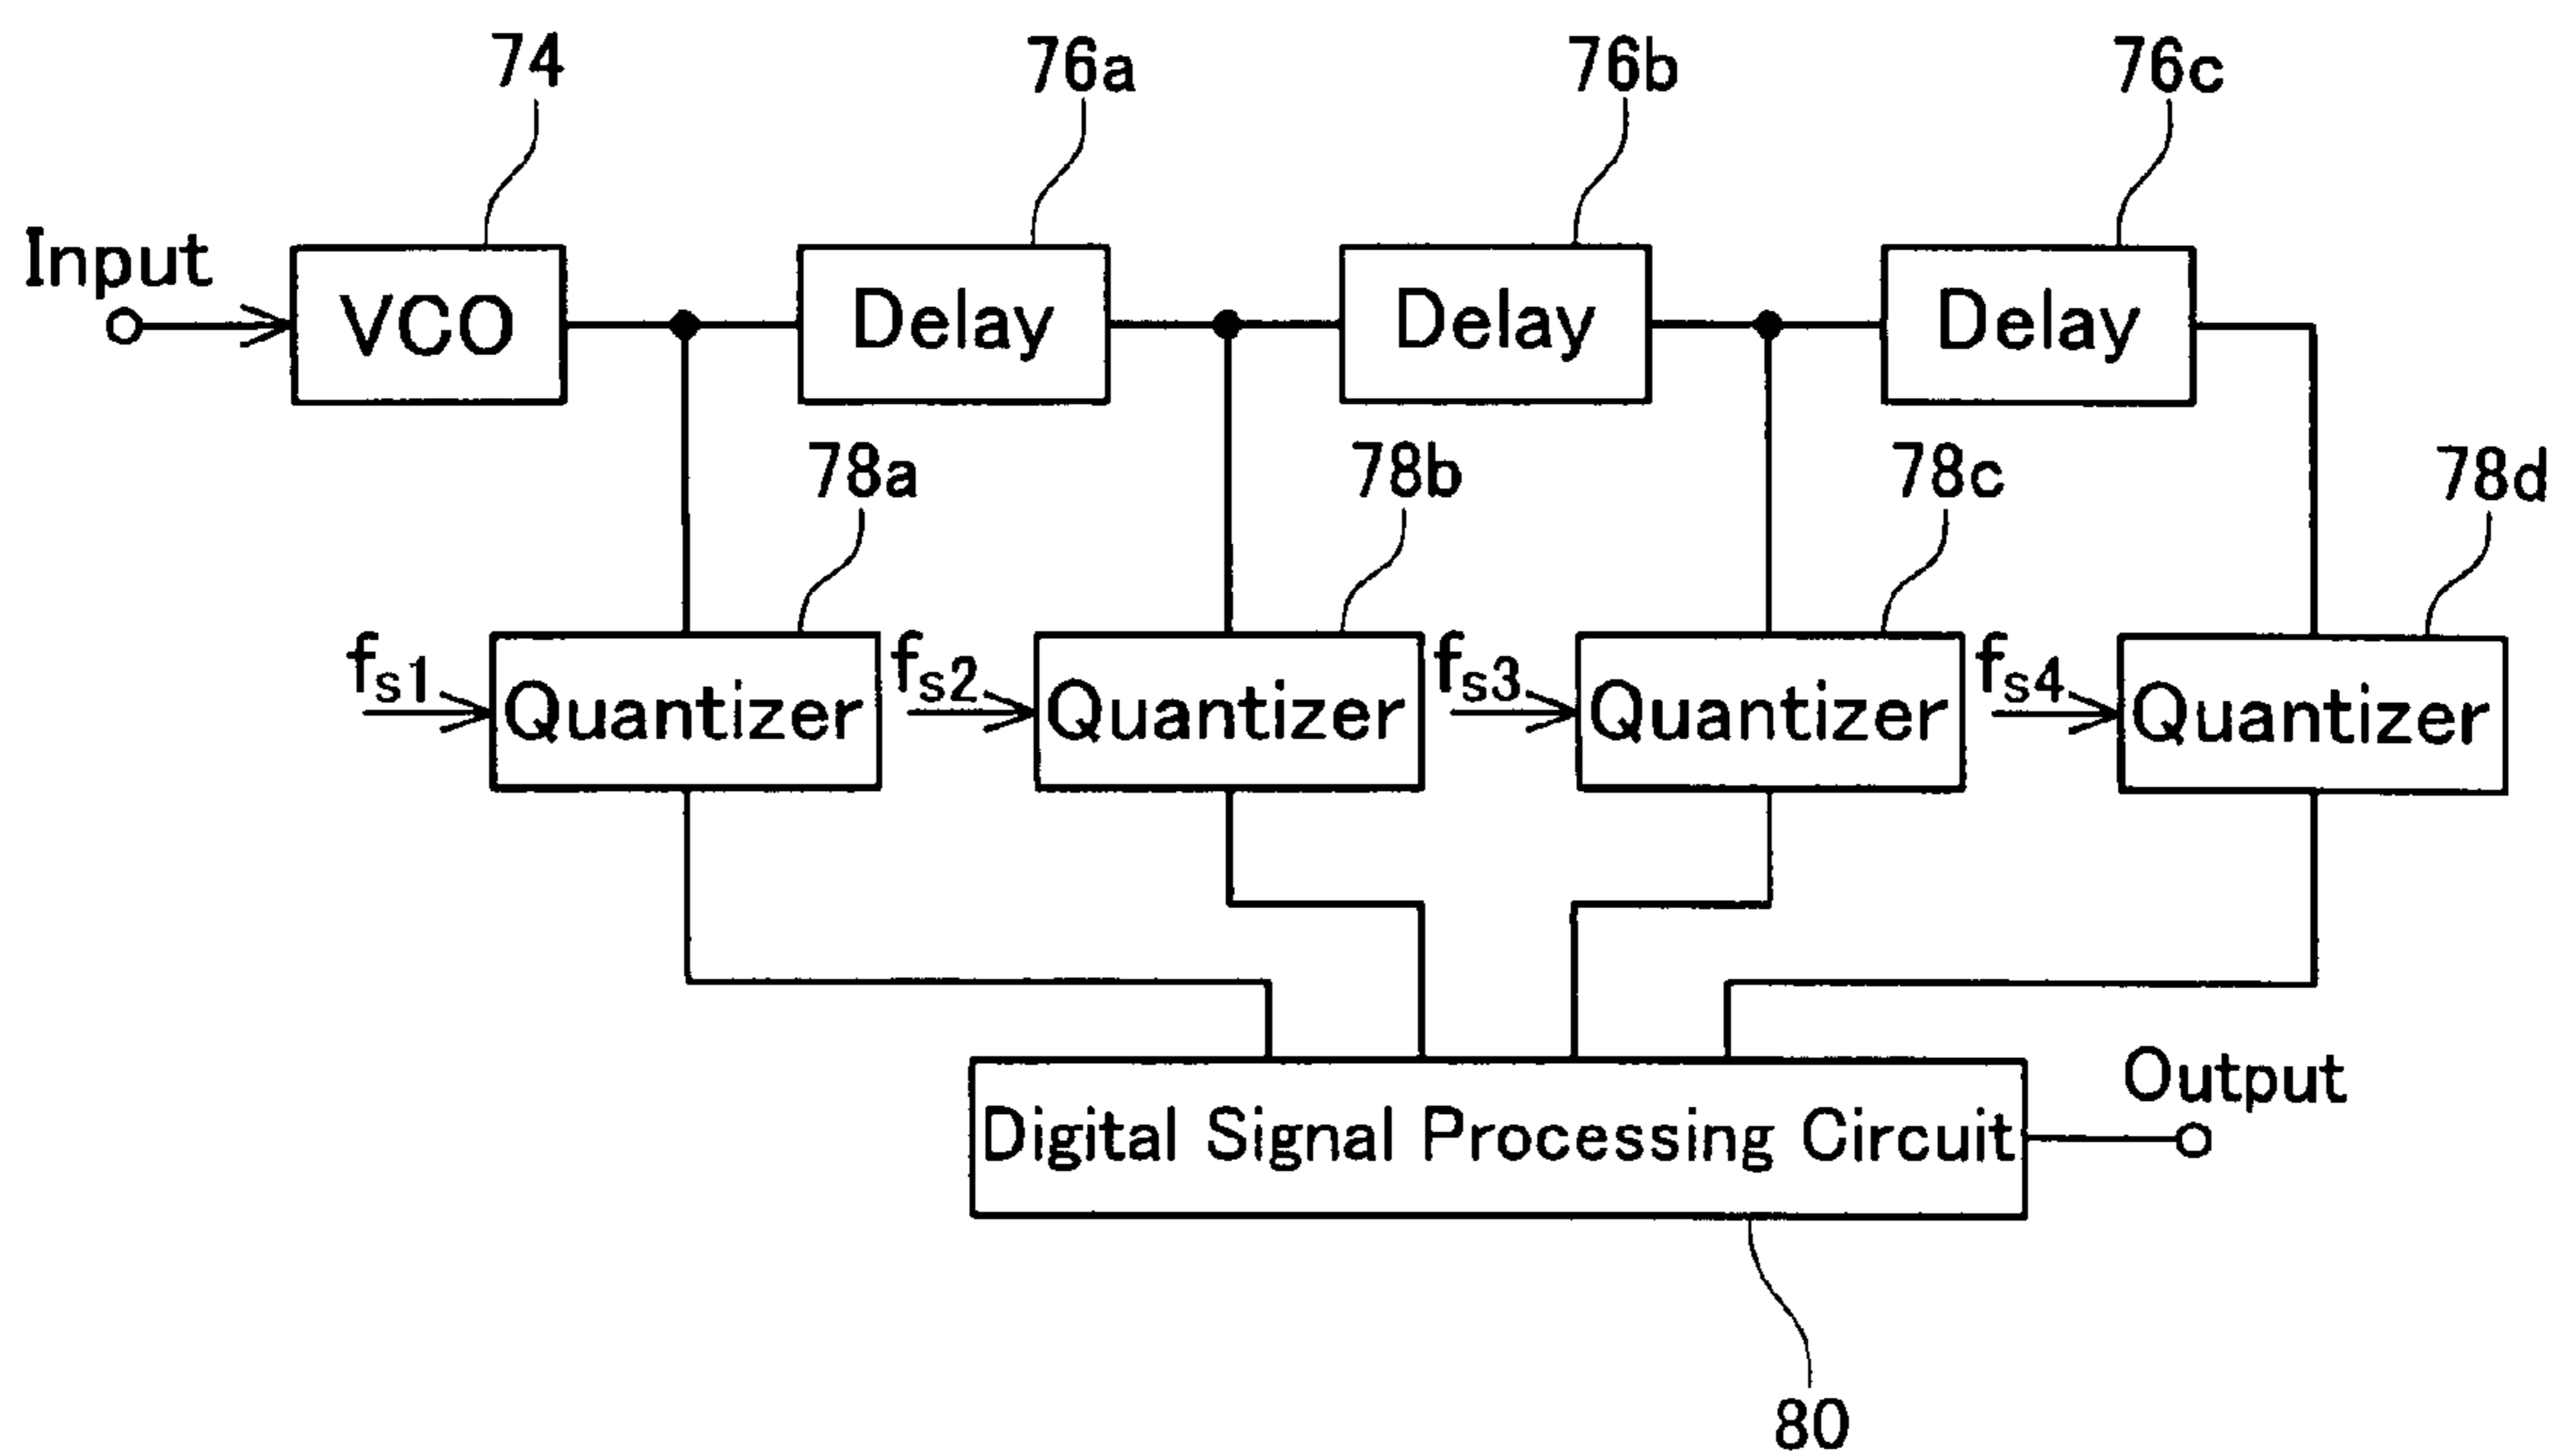 74 76a 76b 76c
Input
VCO Delay Delay Delay
78a 78b 78c 78d
fs1 Quantizer fs2 Quantizer fs3 Quantizer fs4 Quantizer
Output
Digital Signal Processing Circuit
80